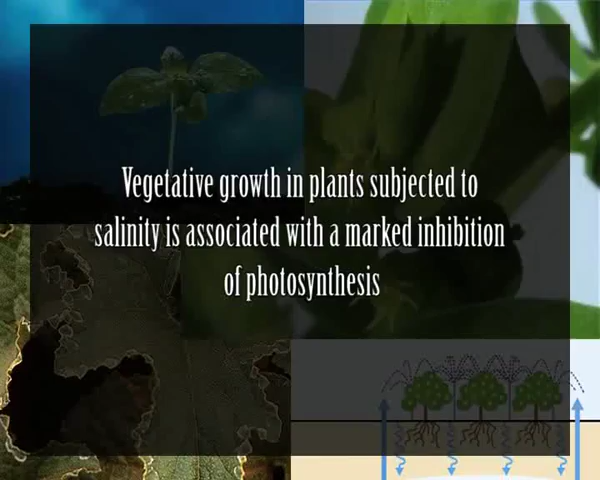 Vegetative growth in plants subjected to
salinity is associated with a marked inhibition
of photosynthesis